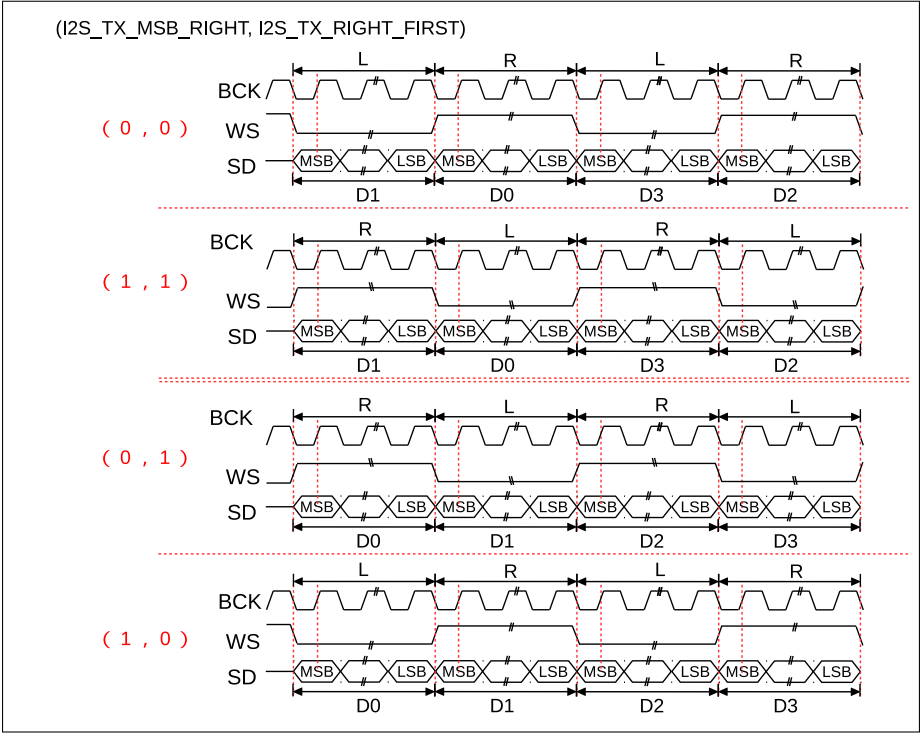 (I2S_TX_MSB_RIGHT, I2S_TX_RIGHT_FIRST)
L R L R
BCK
( 0 , 0 )
WS
SD MSB LSB MSB LSB MSB LSB MSB LSB
D1 D0 D3 D2
R L R L
BCK
( 1 , 1 )
WS
SD MSB LSB MSB LSB MSB LSB MSB LSB
D1 D0 D3 D2
R L R L
BCK
( 0 , 1 )
WS
SD MSB LSB MSB LSB MSB LSB MSB LSB
D0 D1 D2 D3
L R L R
BCK
( 1 , 0 )
WS
SD MSB LSB MSB LSB MSB LSB MSB LSB
D0 D1 D2 D3